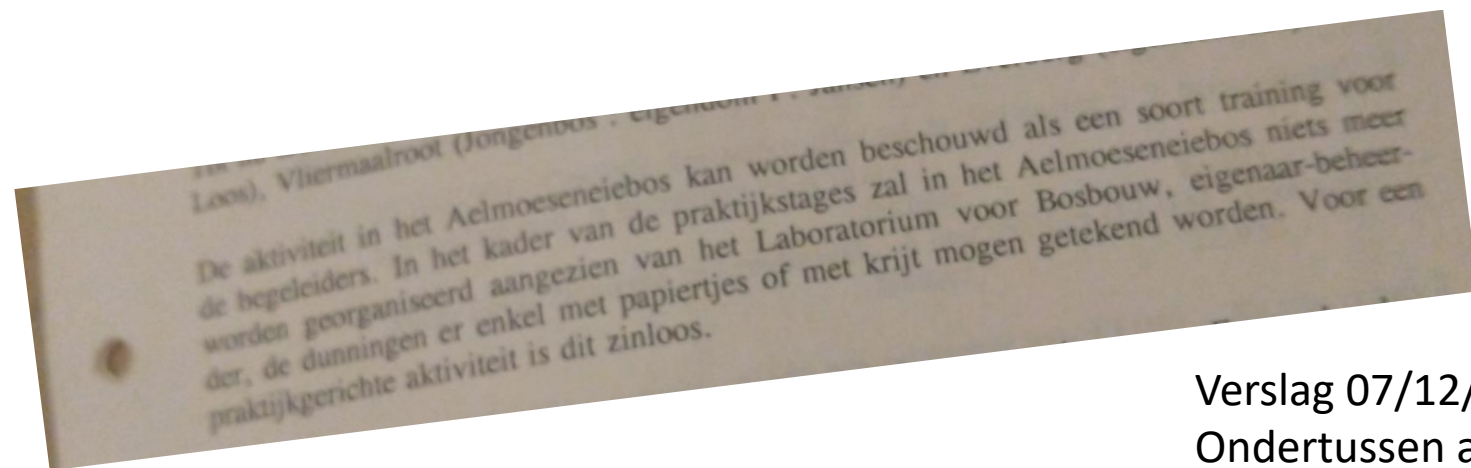 Loos), Vliermaalroot (Jongenbos : eigendom P. Jansen) en
De aktiviteit in het Aelmoeseneiebos kan worden beschouwd als een soort training voor
de begeleiders. In het kader van de praktijkstages zal in het Aelmoeseneiebos niets meer
worden georganiseerd aangezien van het Laboratorium voor Bosbouw, eigenaar-beheer-
der, de dunningen er enkel met papiertjes of met krijt mogen getekend worden. Voor een
praktijkgerichte aktiviteit is dit zinloos.
Verslag 07/12/
Ondertussen a